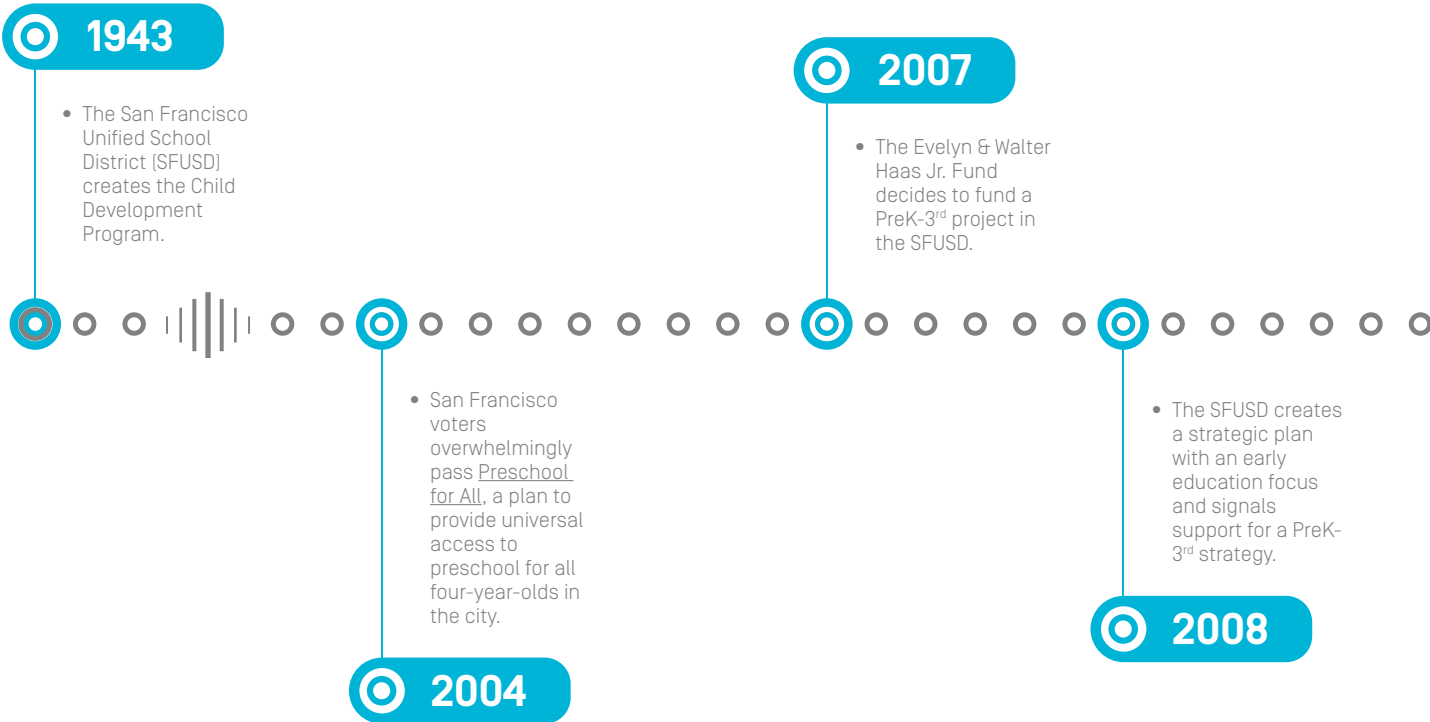 1943
• The San Francisco
Unified School
District (SFUSD)
creates the Child
Development
Program.
2004
• San Francisco
voters
overwhelmingly
pass Preschool
for All, a plan to
provide universal
access to
preschool for all
four-year-olds in
the city.
2007
• The Evelyn & Walter
Haas Jr. Fund
decides to fund a
PreK-3rd project in
the SFUSD.
2008
• The SFUSD creates
a strategic plan
with an early
education focus
and signals
support for a PreK-
3rd strategy.